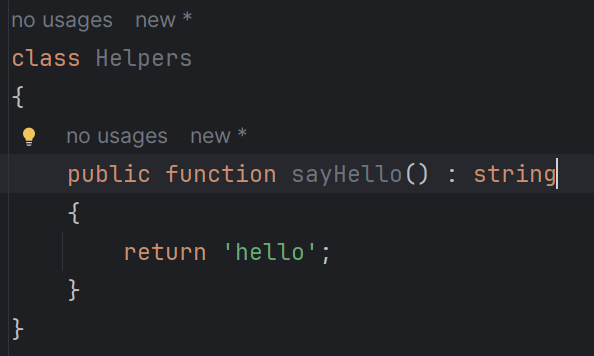 no usages   new *
class Helpers
{
    no usages   new *
    public function sayHello() : string
    {
        return 'hello';
    }
}